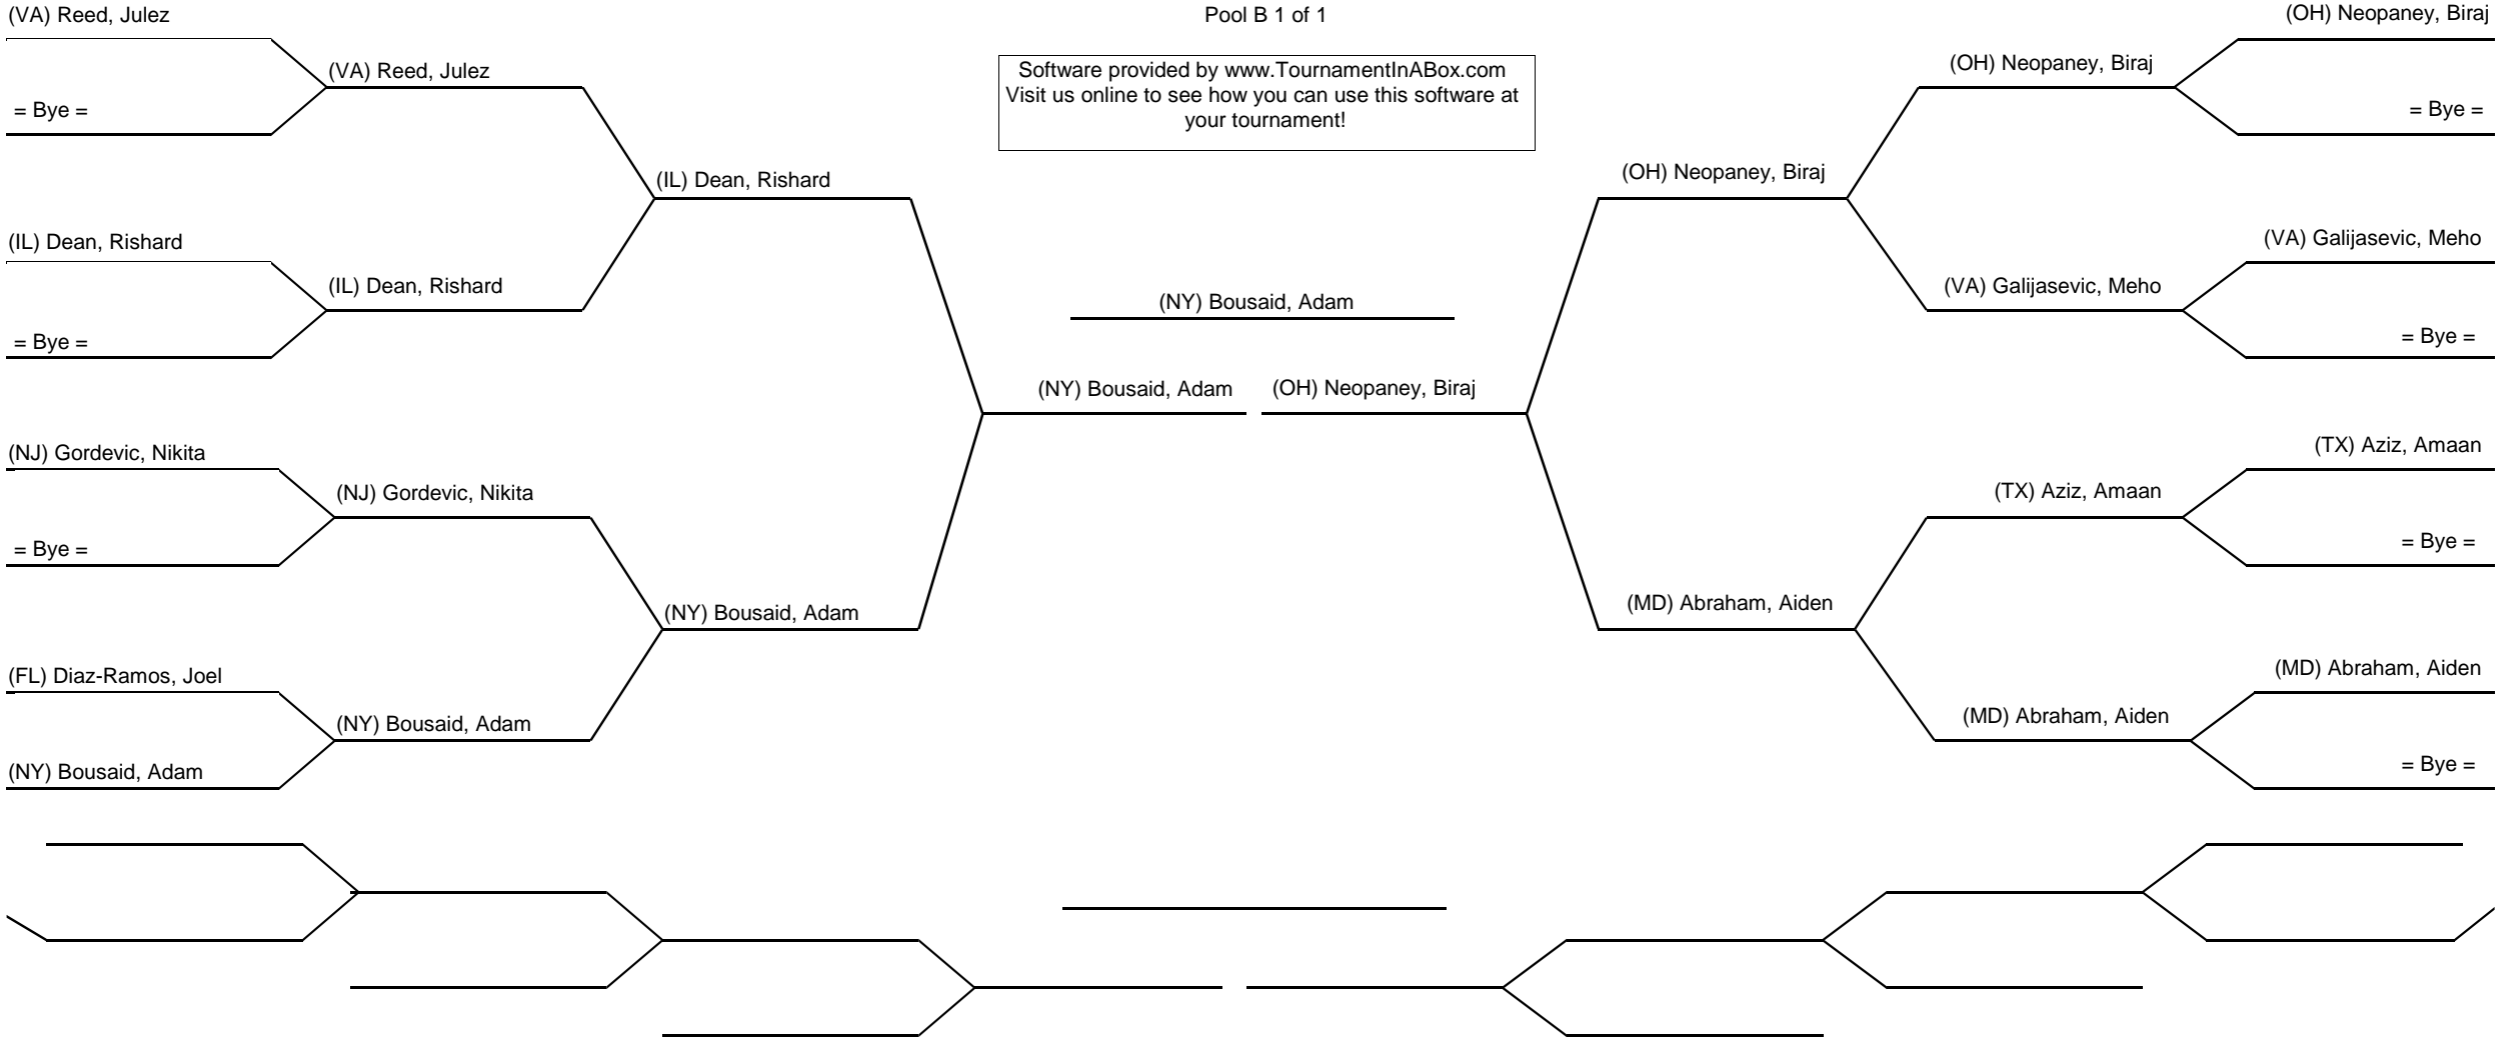 (VA) Reed, Julez
Pool B 1 of 1
(OH) Neopaney, Biraj
(VA) Reed, Julez
Software provided by www.TournamentInABox.com
Visit us online to see how you can use this software at
your tournament!
(OH) Neopaney, Biraj
= Bye =
= Bye =
(IL) Dean, Rishard
(OH) Neopaney, Biraj
(IL) Dean, Rishard
(VA) Galijasevic, Meho
(IL) Dean, Rishard
(NY) Bousaid, Adam
(VA) Galijasevic, Meho
= Bye =
= Bye =
(NY) Bousaid, Adam
(OH) Neopaney, Biraj
(NJ) Gordevic, Nikita
(TX) Aziz, Amaan
(NJ) Gordevic, Nikita
(TX) Aziz, Amaan
= Bye =
= Bye =
(NY) Bousaid, Adam
(MD) Abraham, Aiden
(FL) Diaz-Ramos, Joel
(MD) Abraham, Aiden
(NY) Bousaid, Adam
(MD) Abraham, Aiden
(NY) Bousaid, Adam
= Bye =